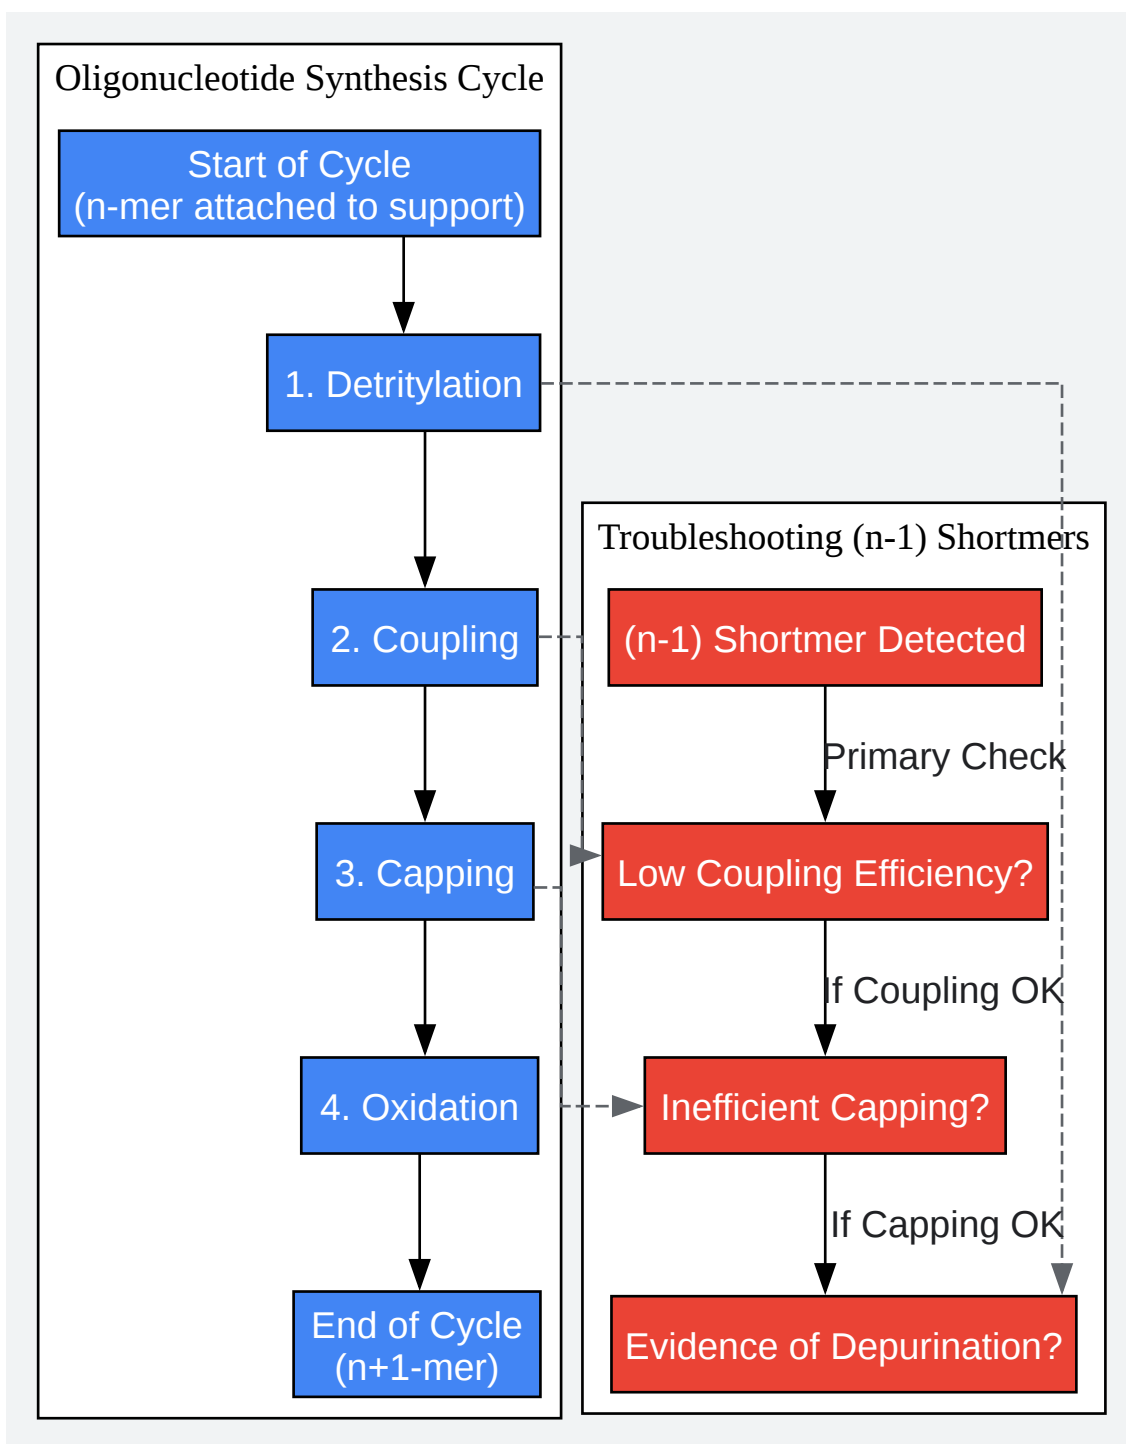 Oligonucleotide Synthesis Cycle
Start of Cycle
(n-mer attached to support)
1. Detritylation
2. Coupling
3. Capping
4. Oxidation
End of Cycle
(n+1-mer)
Troubleshooting (n-1) Shortmers
(n-1) Shortmer Detected
Primary Check
Low Coupling Efficiency?
If Coupling OK
Inefficient Capping?
If Capping OK
Evidence of Depurination?